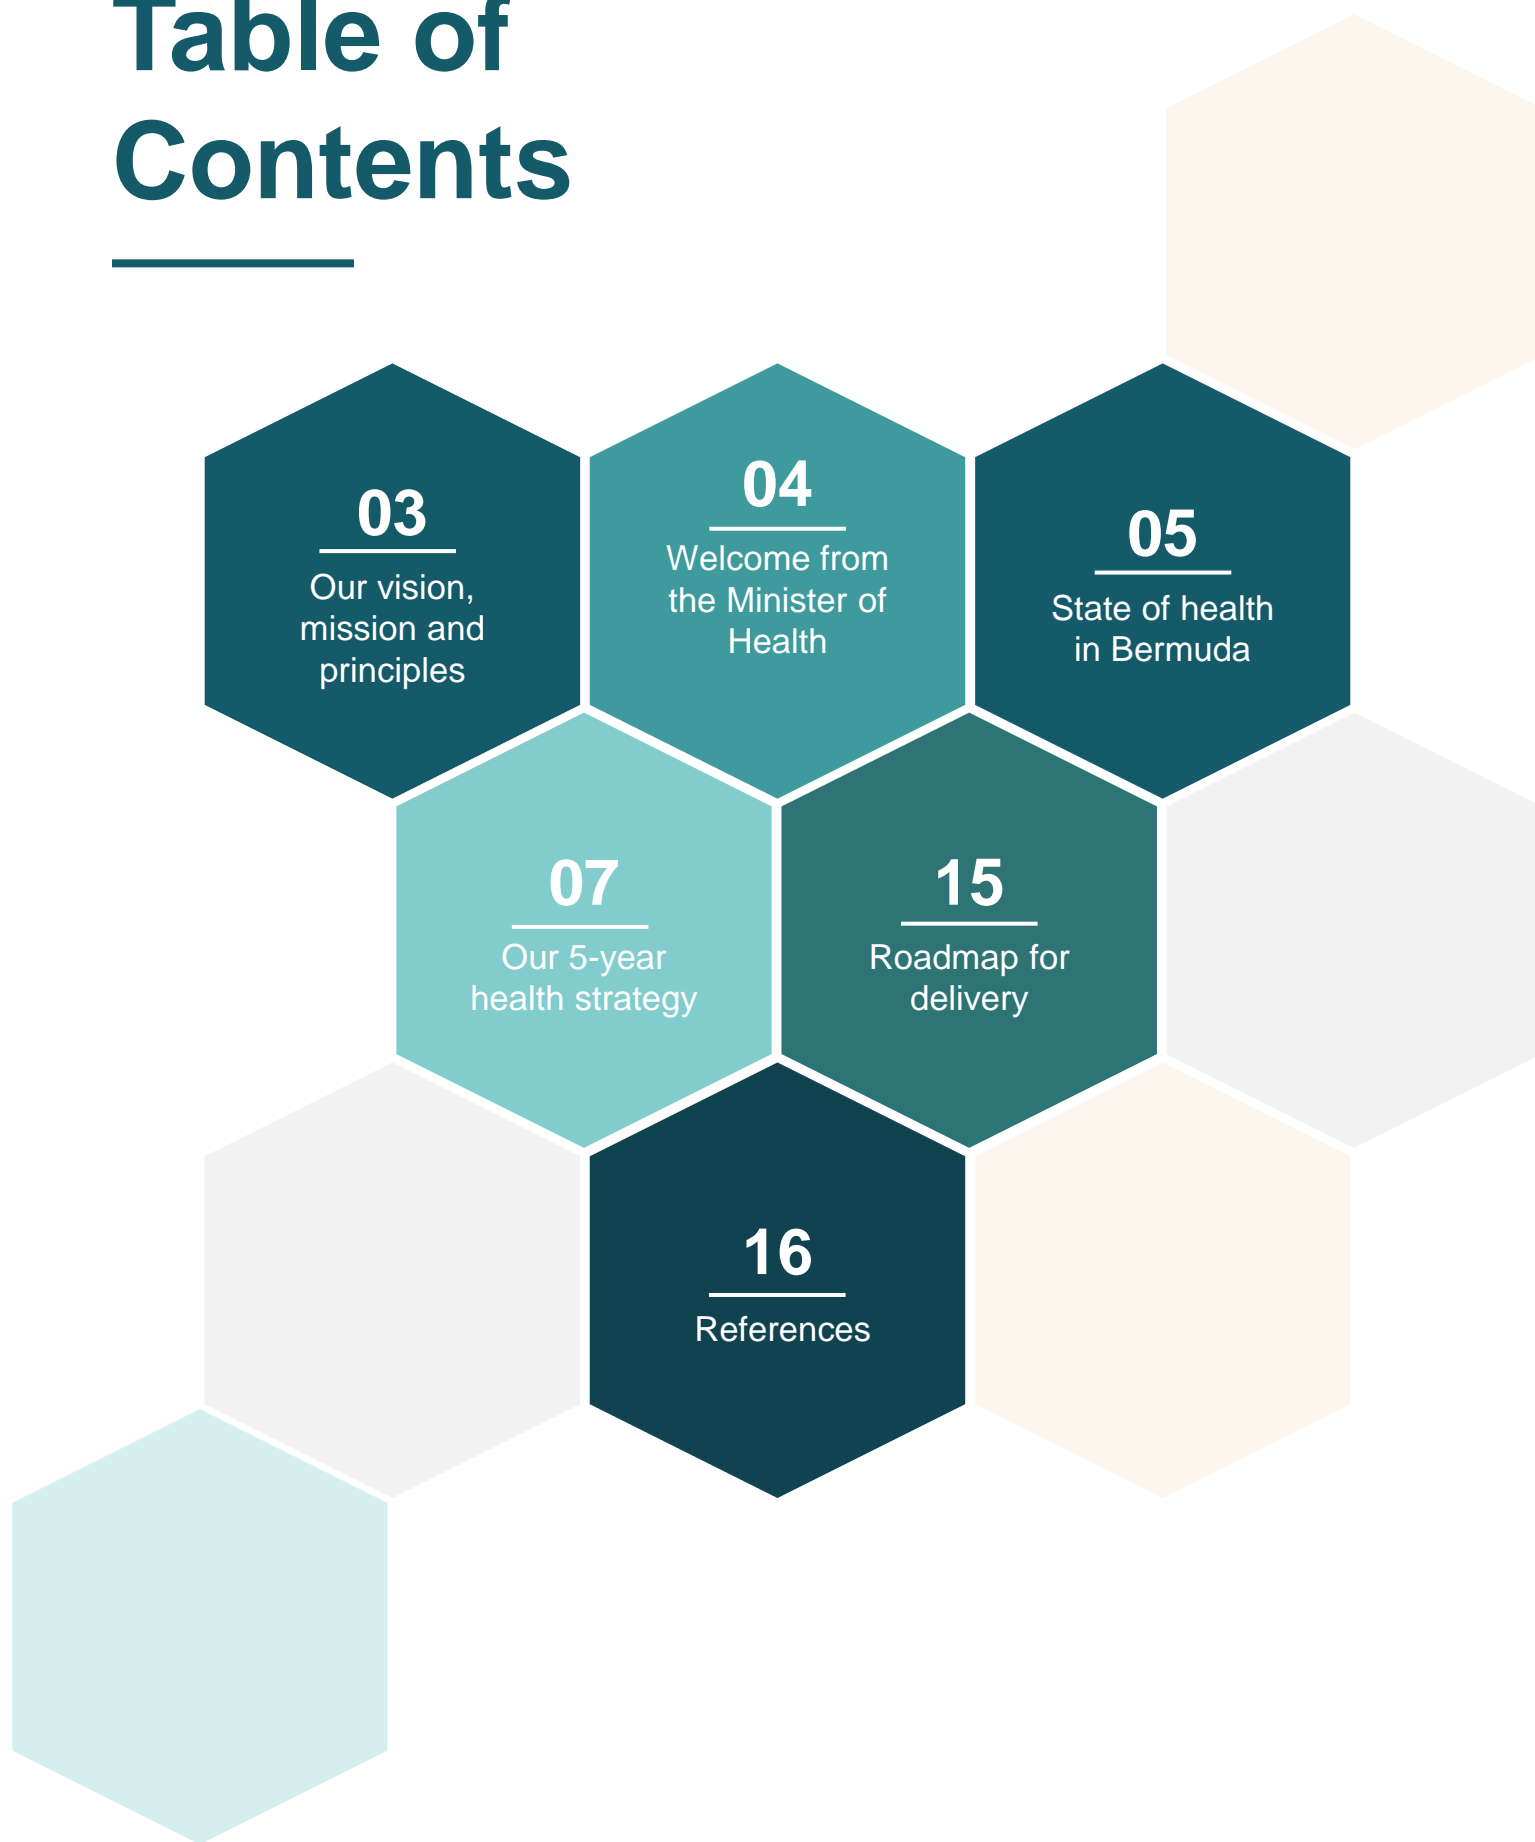 Table of
Contents
03
Our vision,
mission and
principles
04
Welcome from
the Minister of
Health
05
State of health
in Bermuda
07
Our 5-year
health strategy
15
Roadmap for
delivery
16
References